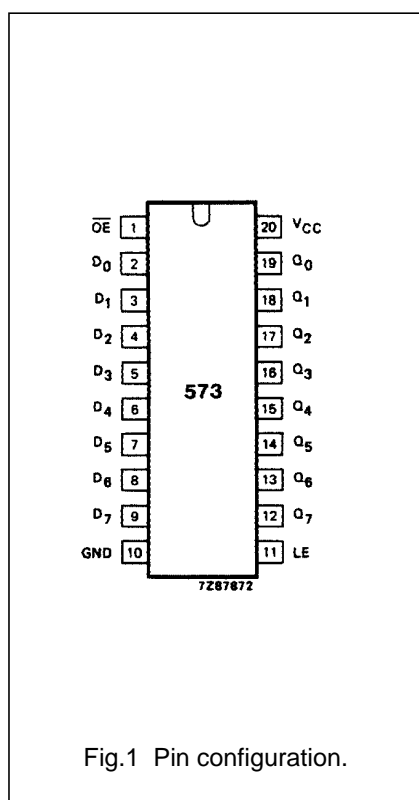 OE 1 20 VCC
D0 2 19 Q0
D1 3 18 Q1
D2 4 17 Q2
D3 5 16 Q3
573
D4 6 15 Q4
D5 7 14 Q5
D6 8 13 Q6
D7 9 12 Q7
GND 10 11 LE
7Z87872
Fig.1 Pin configuration.